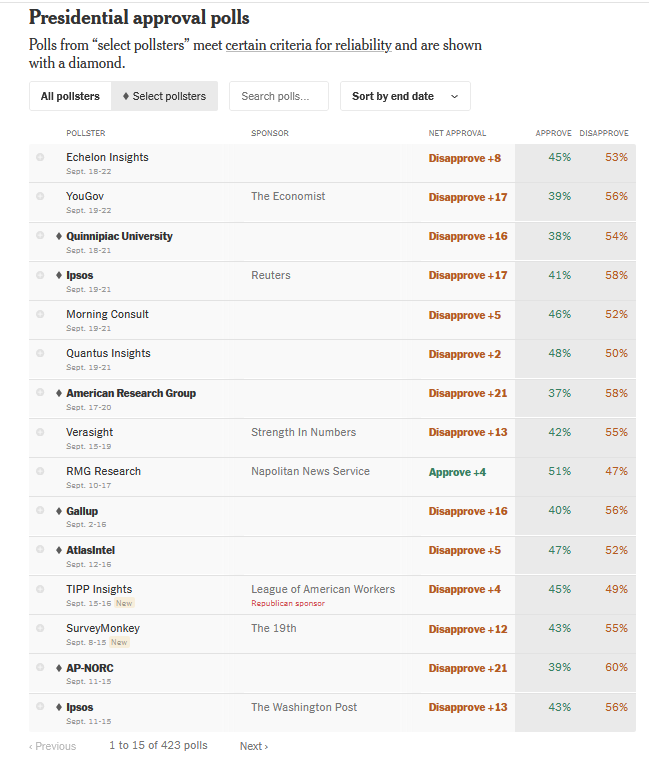 Presidential approval polls
Polls from “select pollsters” meet certain criteria for reliability and are shown
with a diamond.
All pollsters ♦ Select pollsters Search polls... Sort by end date
POLLSTER SPONSOR NET APPROVAL APPROVE DISAPPROVE
Echelon Insights Disapprove +8 45% 53%
Sept. 18-22
YouGov The Economist Disapprove +17 39% 56%
Sept. 19-22
♦ Quinnipiac University Disapprove +16 38% 54%
Sept. 18-21
♦ Ipsos Reuters Disapprove +17 41% 58%
Sept. 19-21
Morning Consult Disapprove +5 46% 52%
Sept. 19-21
Quantus Insights Disapprove +2 48% 50%
Sept. 19-21
♦ American Research Group Disapprove +21 37% 58%
Sept. 17-20
Verasight Strength In Numbers Disapprove +13 42% 55%
Sept. 15-19
RMG Research Napolitan News Service Approve +4 51% 47%
Sept. 10-17
♦ Gallup Disapprove +16 40% 56%
Sept. 2-16
♦ AtlasIntel Disapprove +5 47% 52%
Sept. 12-16
TIPP Insights League of American Workers Disapprove +4 45% 49%
Sept. 15-16 New Republican sponsor
SurveyMonkey The 19th Disapprove +12 43% 55%
Sept. 8-15 New
♦ AP-NORC Disapprove +21 39% 60%
Sept. 11-15
♦ Ipsos The Washington Post Disapprove +13 43% 56%
Sept. 11-15
‹ Previous 1 to 15 of 423 polls Next ›